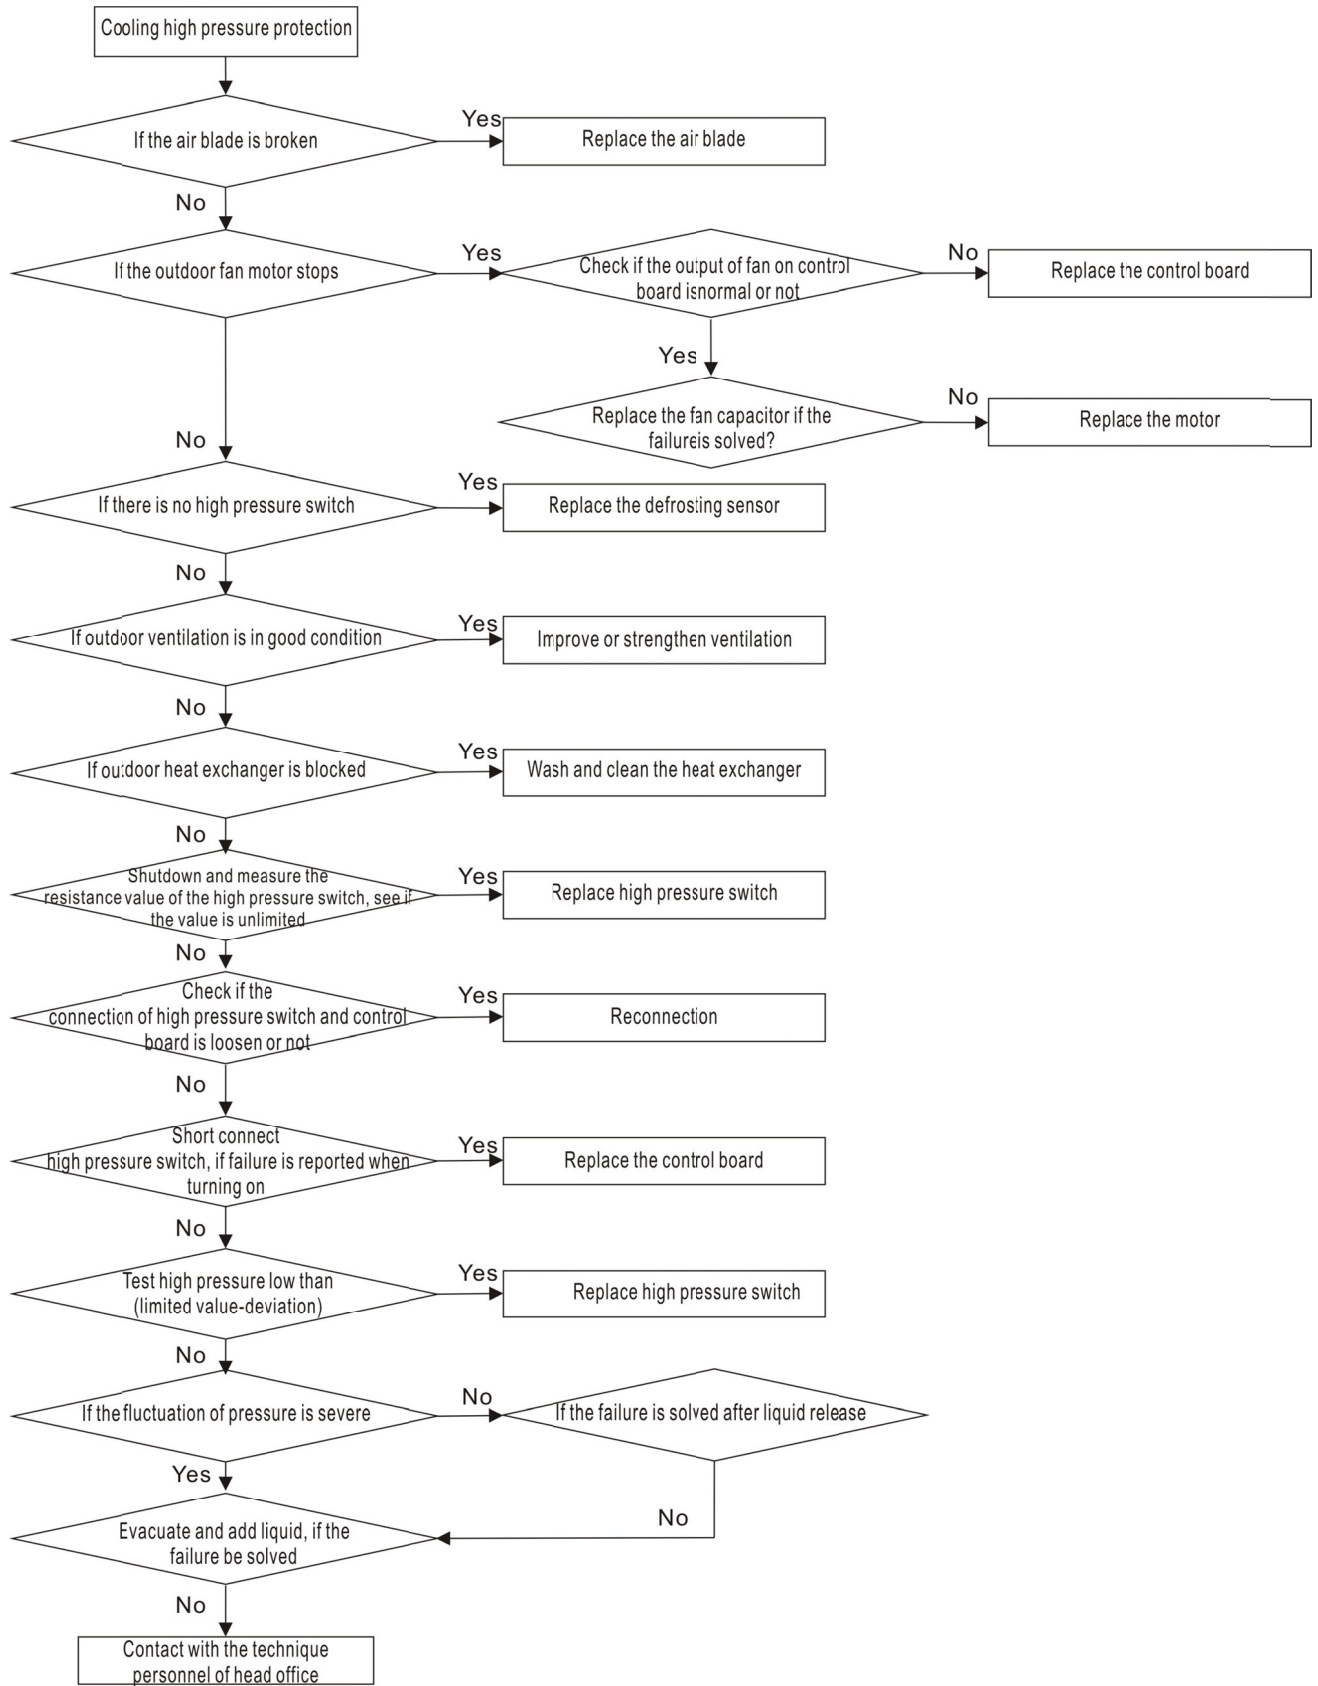 Cooling high pressure protection
If the air blade is broken
Yes
Replace the air blade
No
If the outdoor fan motor stops
Yes
Check if the output of fan on control
board isnormal or not
No
Replace the control board
Yes
Replace the fan capacitor if the
failureis solved?
No
Replace the motor
No
If there is no high pressure switch
Yes
Replace the defrosting sensor
No
If outdoor ventilation is in good condition
Yes
Improve or strengthen ventilation
No
If outdoor heat exchanger is blocked
Yes
Wash and clean the heat exchanger
No
Shutdown and measure the
resistance value of the high pressure switch, see if
the value is unlimited
Yes
Replace high pressure switch
No
Check if the
connection of high pressure switch and control
board is loosen or not
Yes
Reconnection
No
Short connect
high pressure switch, if failure is reported when
turning on
Yes
Replace the control board
No
Test high pressure low than
(limited value-deviation)
Yes
Replace high pressure switch
No
If the fluctuation of pressure is severe
No
If the failure is solved after liquid release
Yes
No
Evacuate and add liquid, if the
failure be solved
No
Contact with the technique
personnel of head office